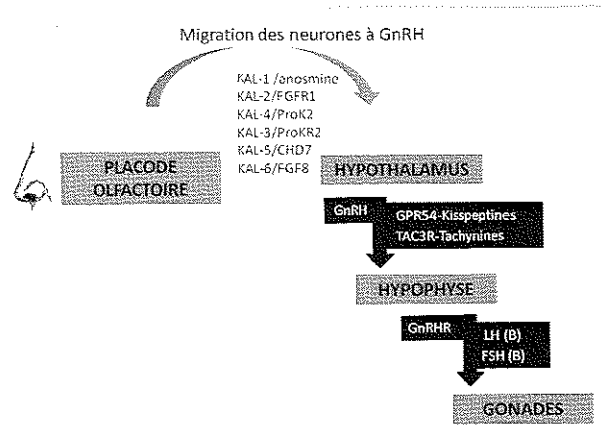 Migration des neurones à GnRH
KAL-1/anosmine
KAL-2/FGFR1
KAL-4/ProK2
KAL-3/ProKR2
KAL-5/CHD7
KAL-6/FGF8
PLACODE
OLFACTOIRE
HYPOTHALAMUS
GnRH
GPR54-Kisspeptines
TAC3R-Tachynines
HYPOPHYSE
GnRHR
LH (B)
FSH (B)
GONADES